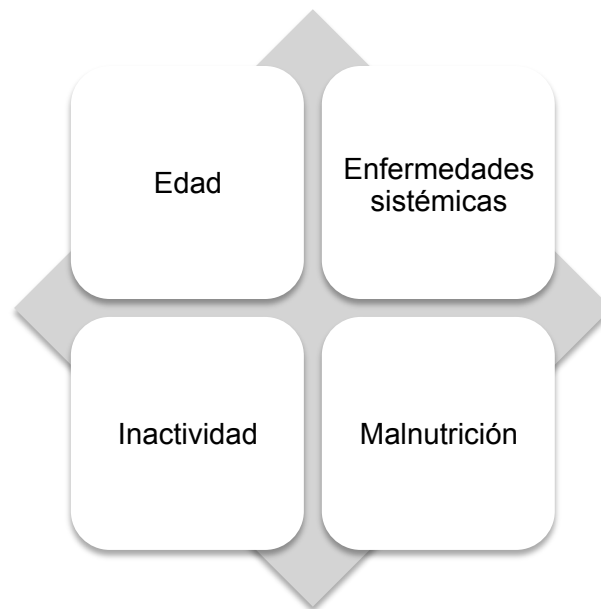 Edad
Enfermedades
sistémicas
Inactividad
Malnutrición